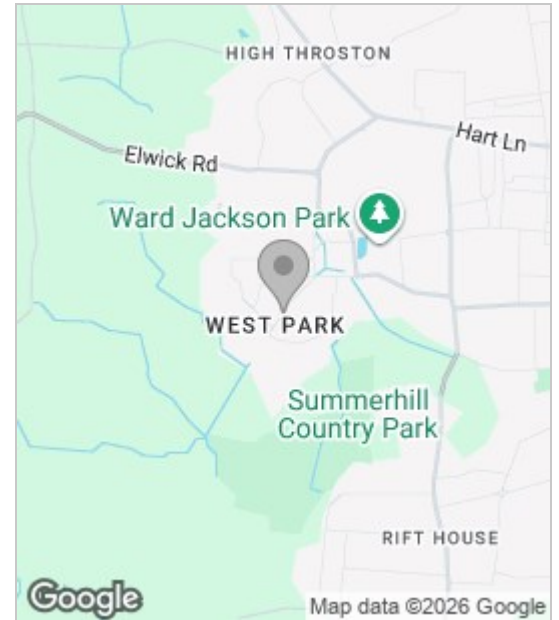 HIGH THROSTON
Hart Ln
Elwick Rd
Ward Jackson Park
WEST PARK
Summerhill
Country Park
RIFT HOUSE
Google
Map data ©2026 Google